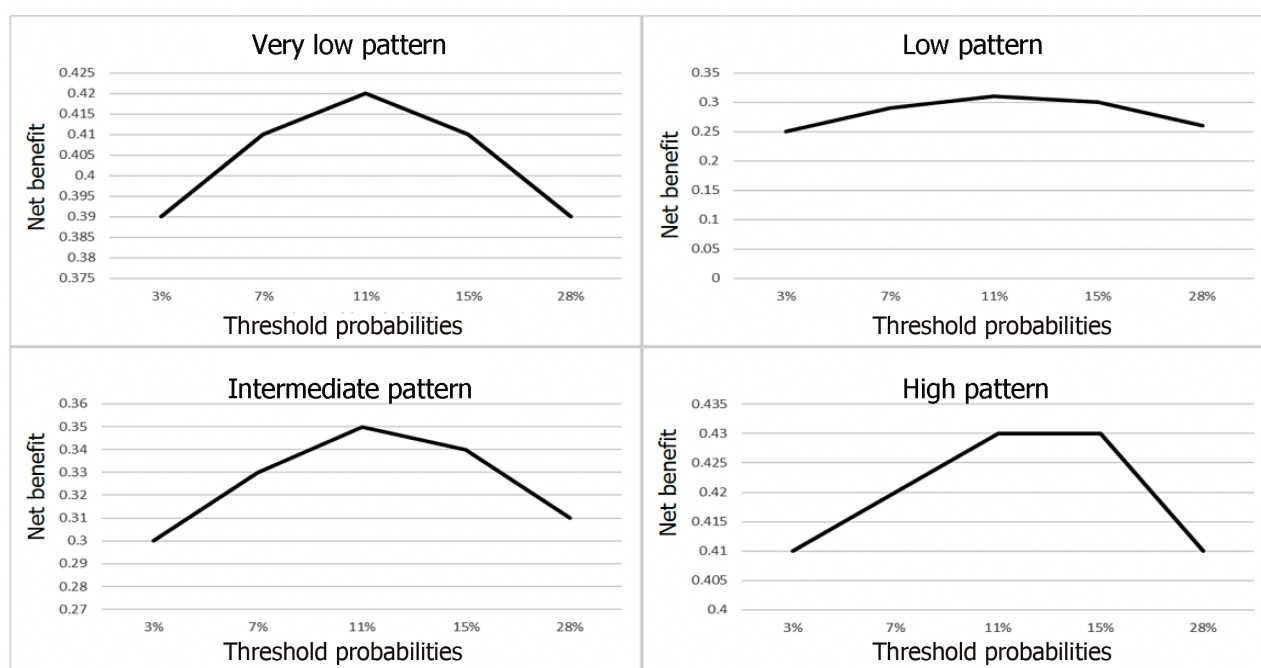 Very low pattern
Net benefit
0.425
0.42
0.415
0.41
0.405
0.4
0.395
0.39
0.385
0.38
0.375
3% 7% 11% 15% 28%
Threshold probabilities
Low pattern
Net benefit
0.35
0.3
0.25
0.2
0.15
0.1
0.05
0
3% 7% 11% 15% 28%
Threshold probabilities
Intermediate pattern
Net benefit
0.36
0.35
0.34
0.33
0.32
0.31
0.3
0.29
0.28
0.27
3% 7% 11% 15% 28%
Threshold probabilities
High pattern
Net benefit
0.435
0.43
0.425
0.42
0.415
0.41
0.405
0.4
3% 7% 11% 15% 28%
Threshold probabilities